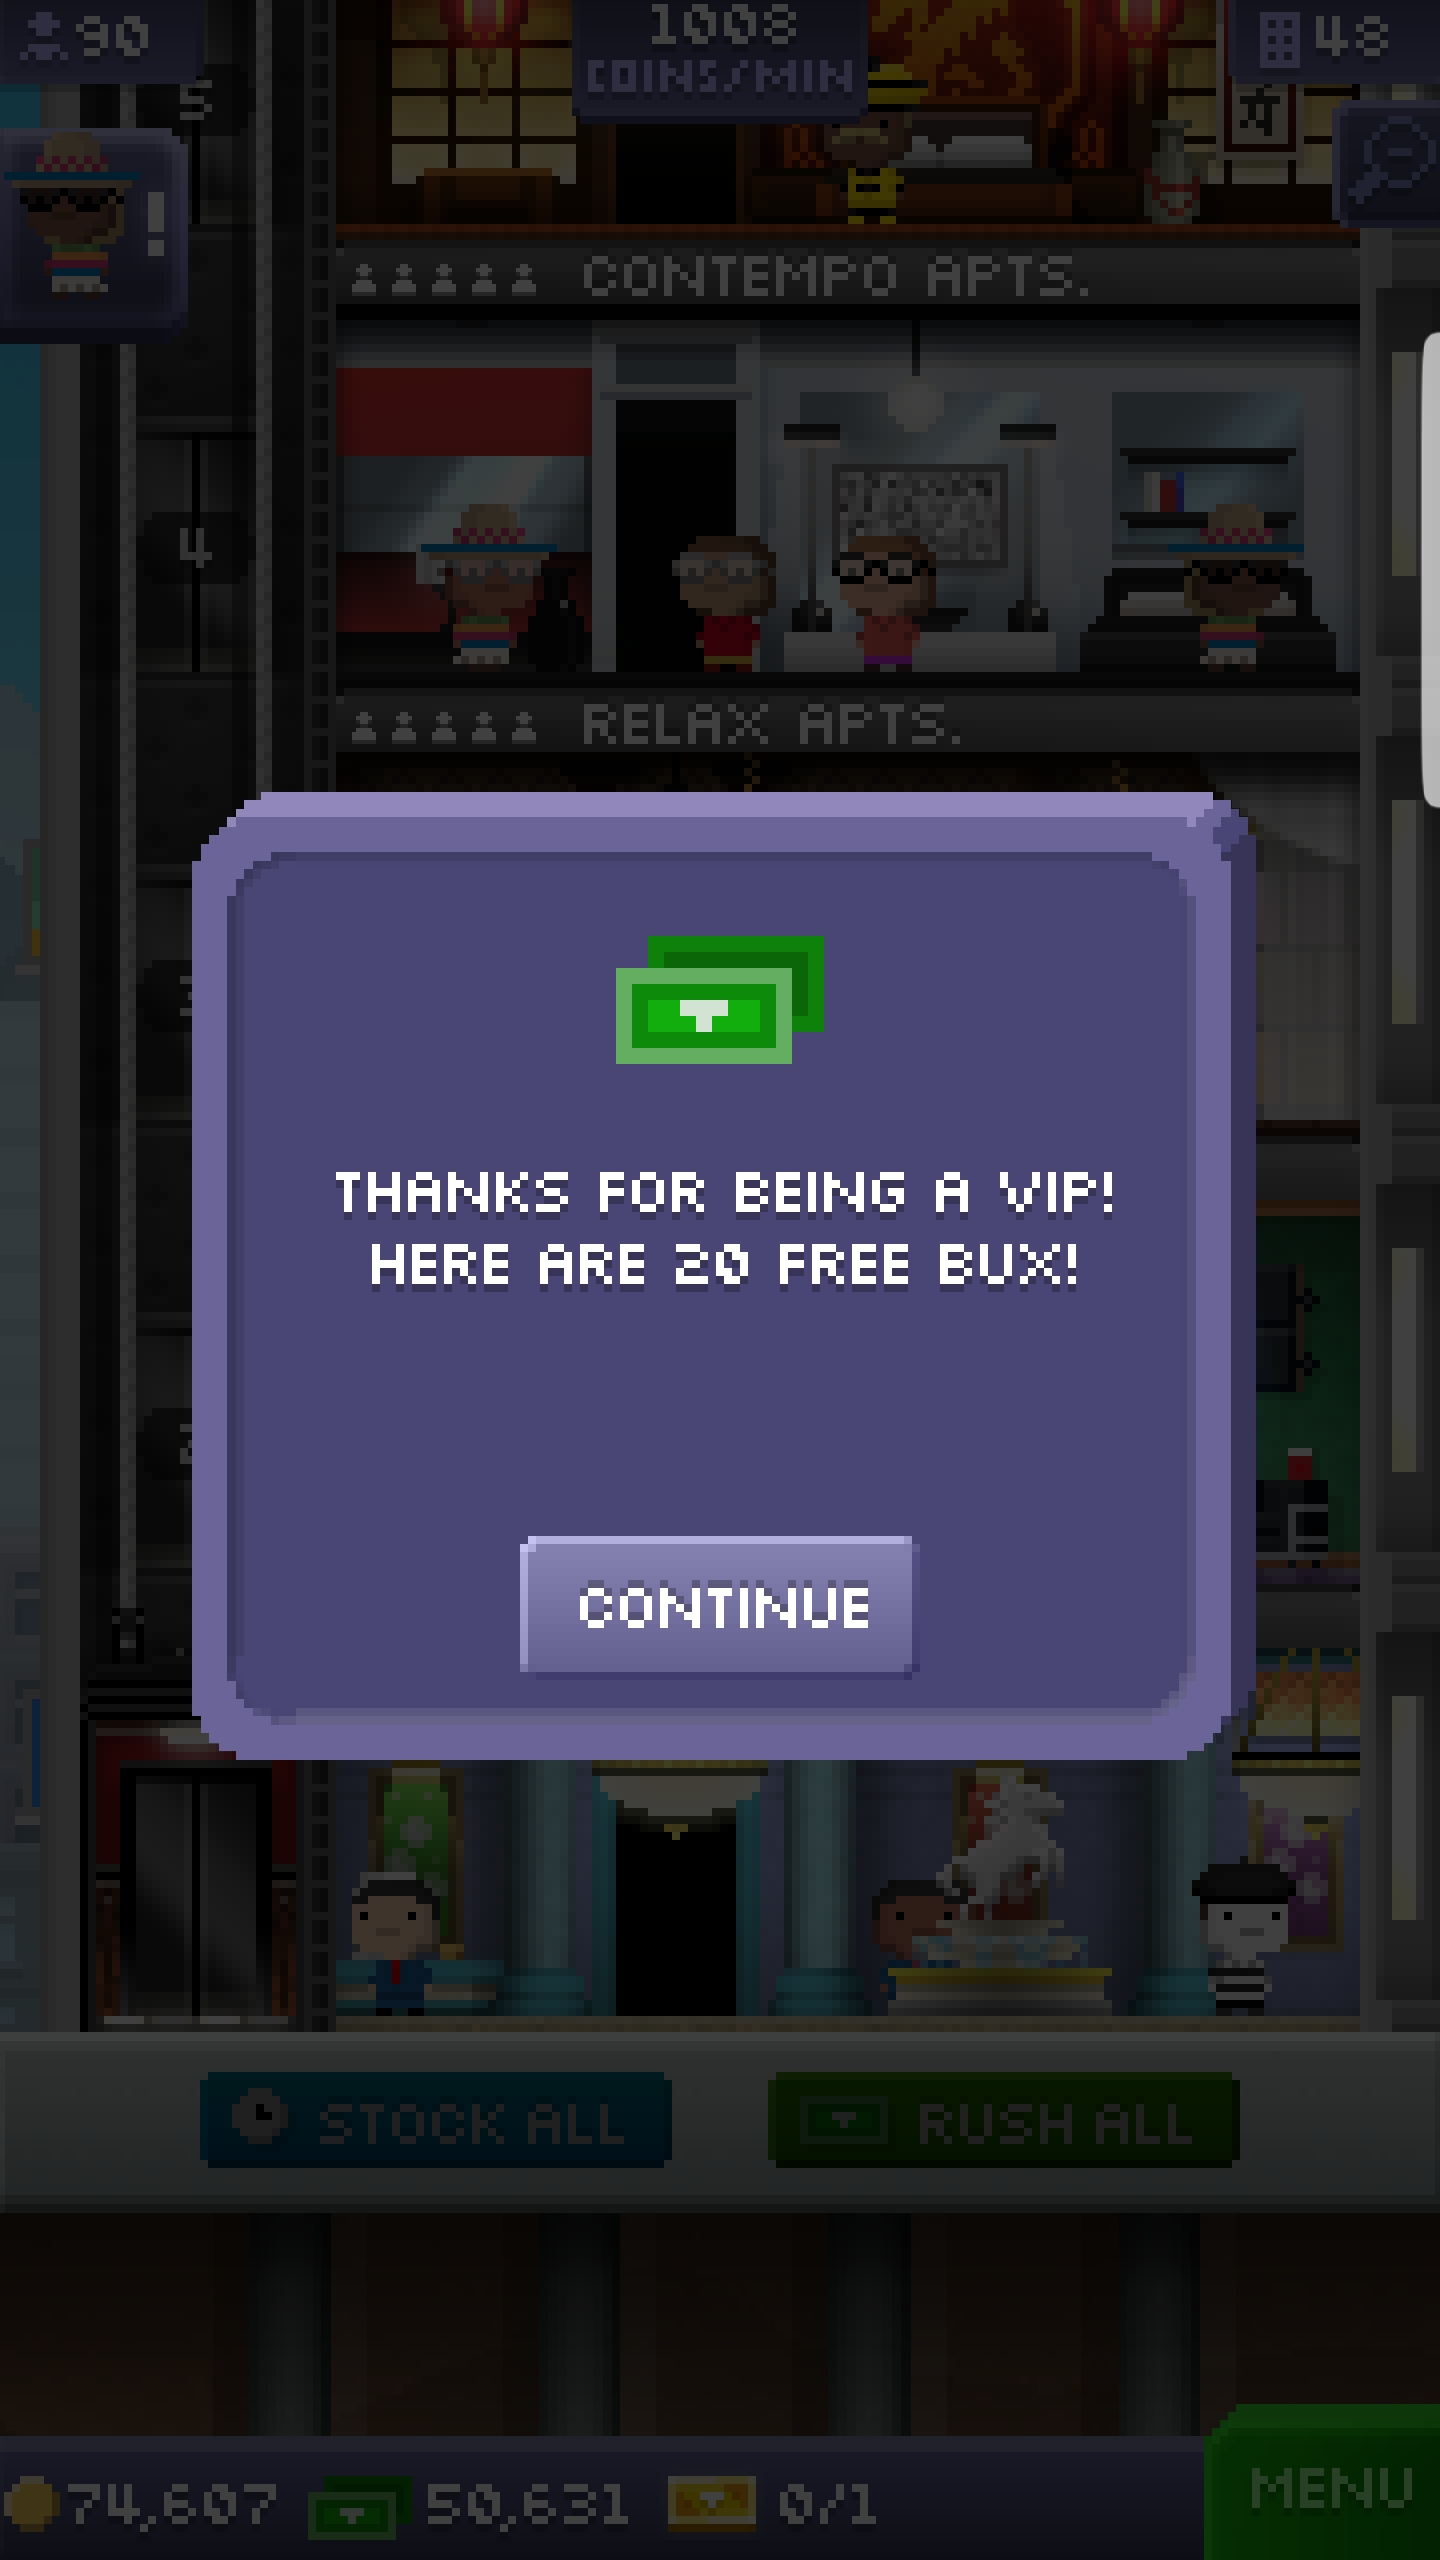 90
1008
COINS/MIN
48
5
CONTEMPO APTS.
4
RELAX APTS.
THANKS FOR BEING A VIP!
HERE ARE 20 FREE BUX!
CONTINUE
STOCK ALL
RUSH ALL
74,607
50,631
0/1
MENU